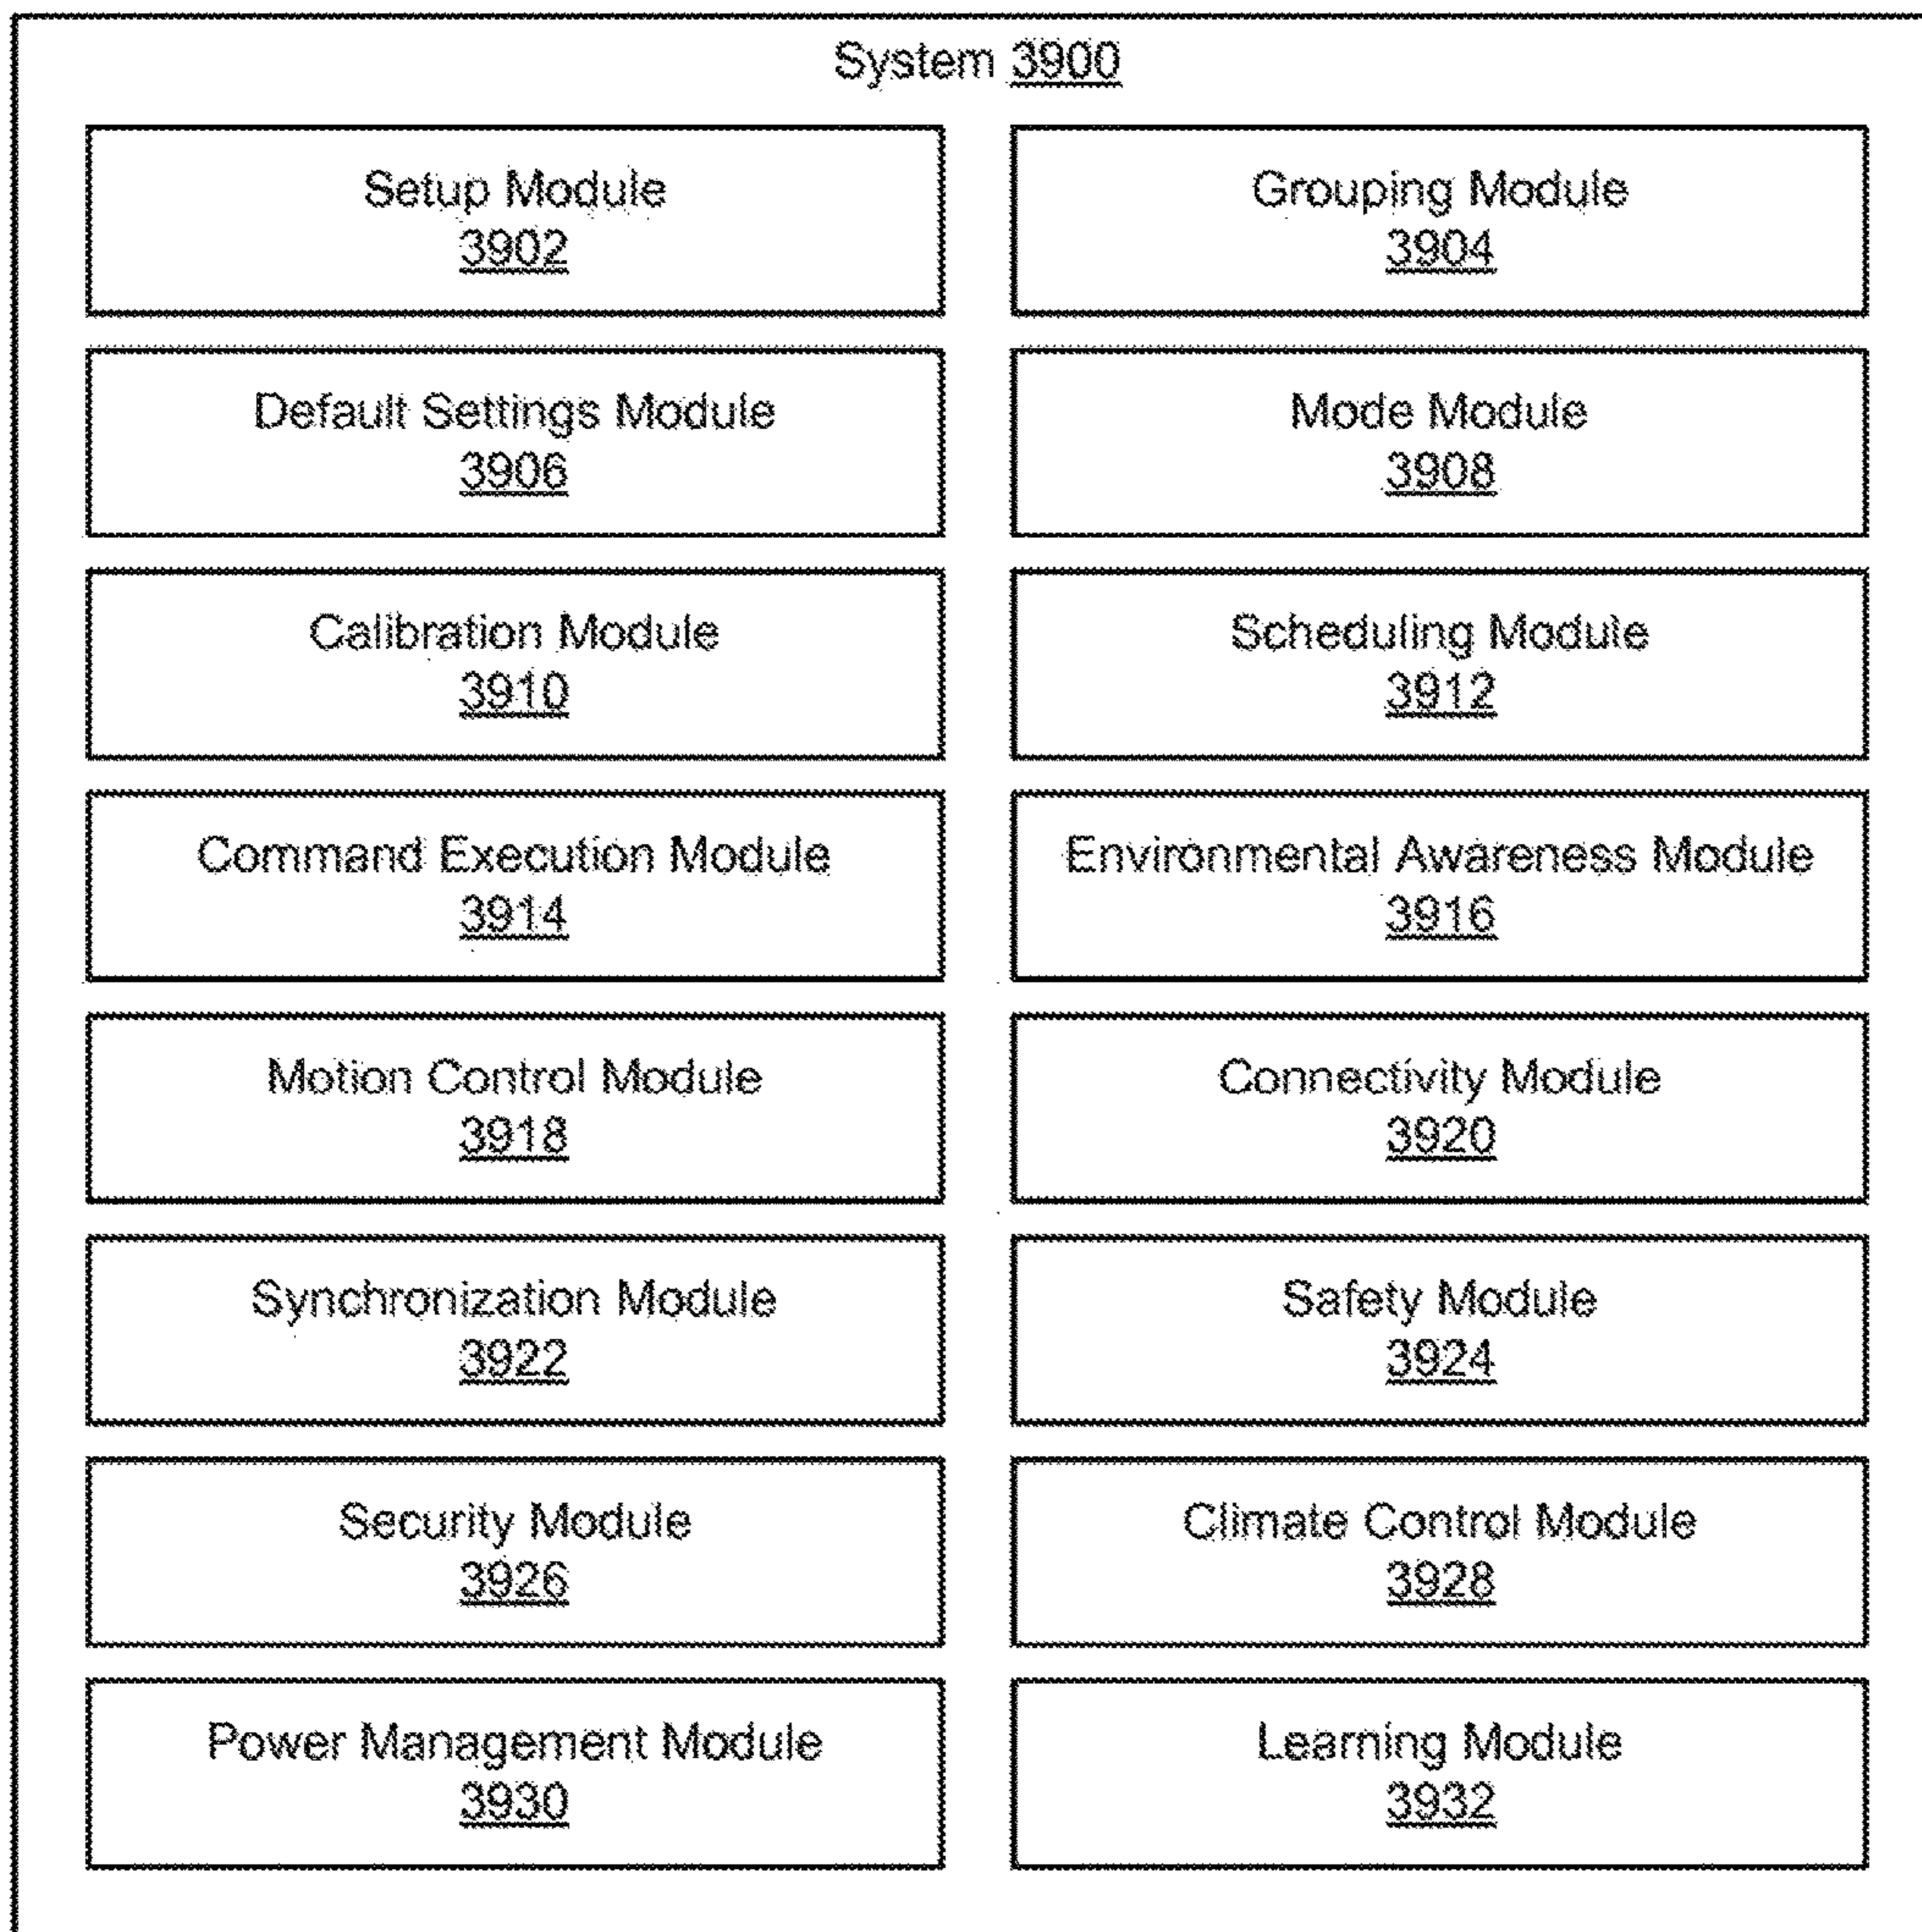 System 3900
Setup Module
3902
Grouping Module
3904
Default Settings Module
3906
Mode Module
3908
Calibration Module
3910
Scheduling Module
3912
Command Execution Module
3914
Environmental Awareness Module
3916
Motion Control Module
3918
Connectivity Module
3920
Synchronization Module
3922
Safety Module
3924
Security Module
3926
Climate Control Module
3928
Power Management Module
3930
Learning Module
3932